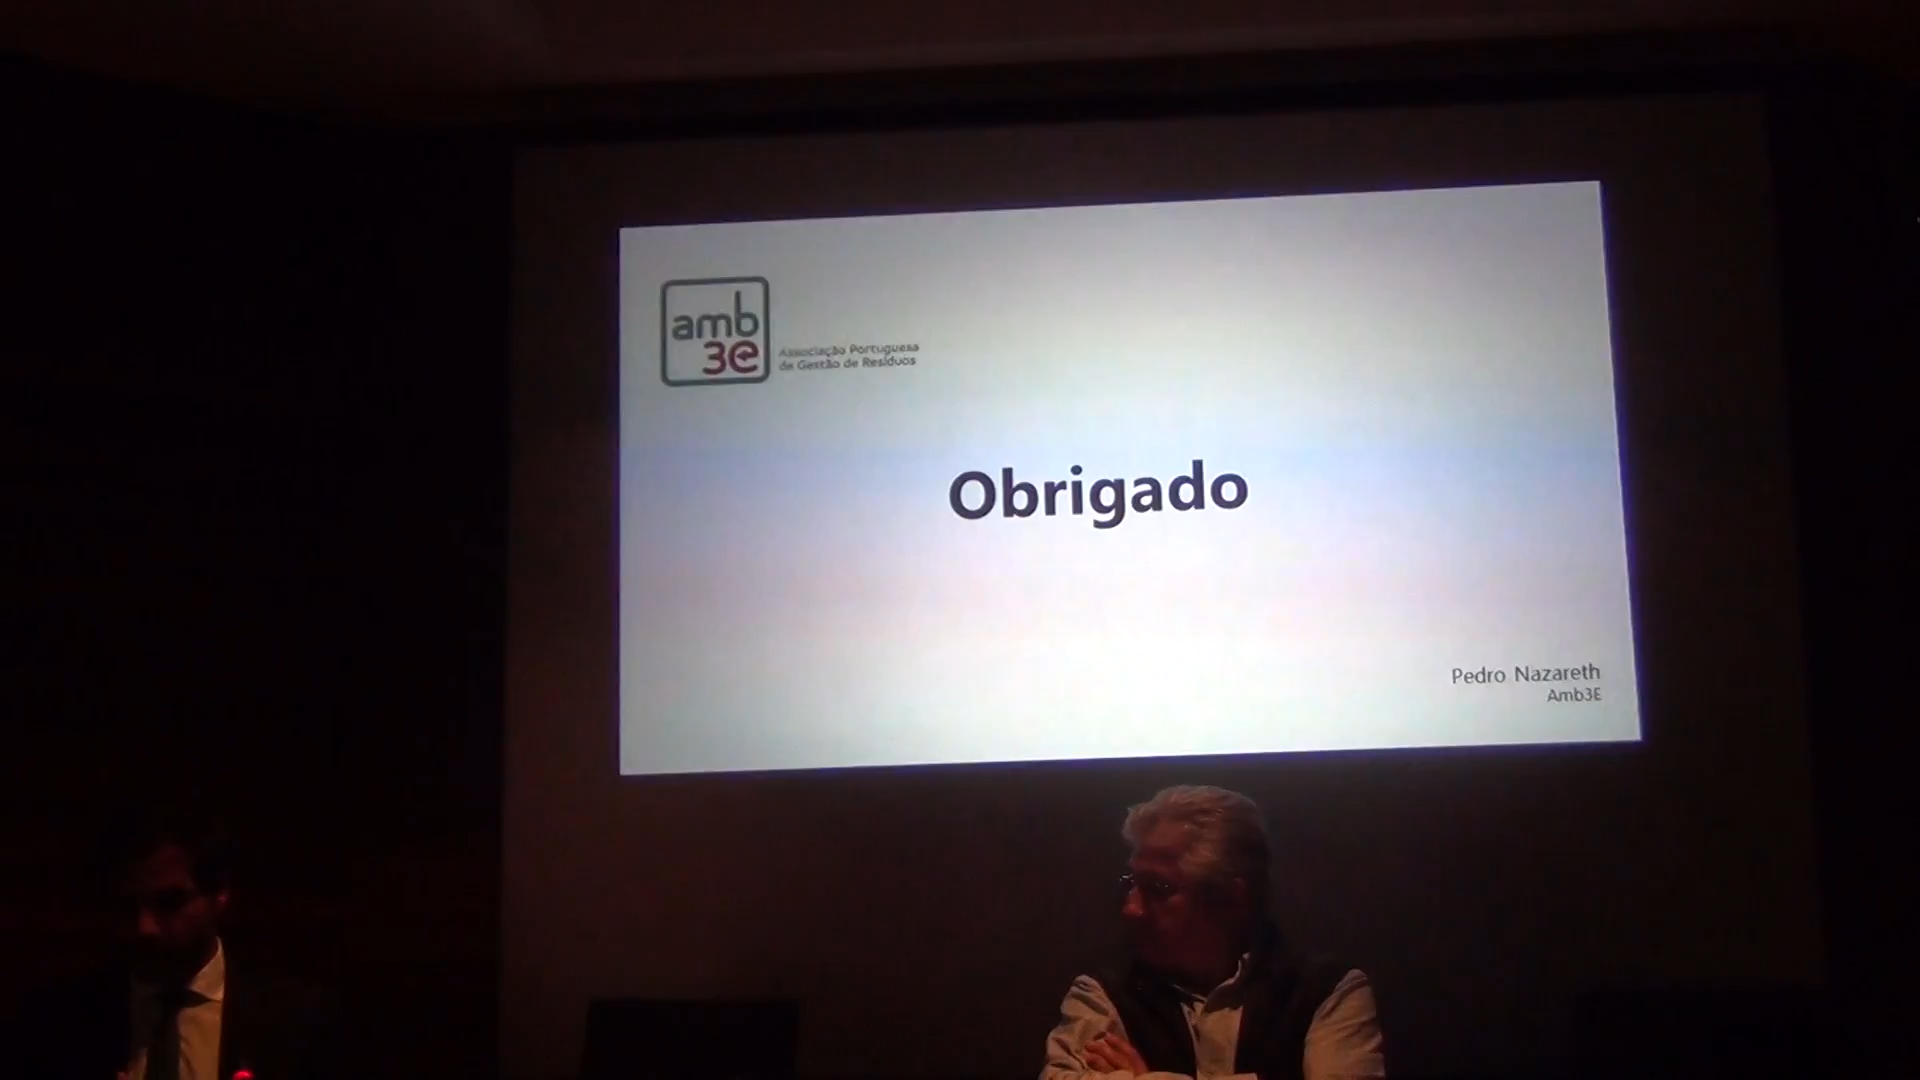 amb
3e
Associação Portuguesa
de Gestão de Resíduos
Obrigado
Pedro Nazareth
Amb3E